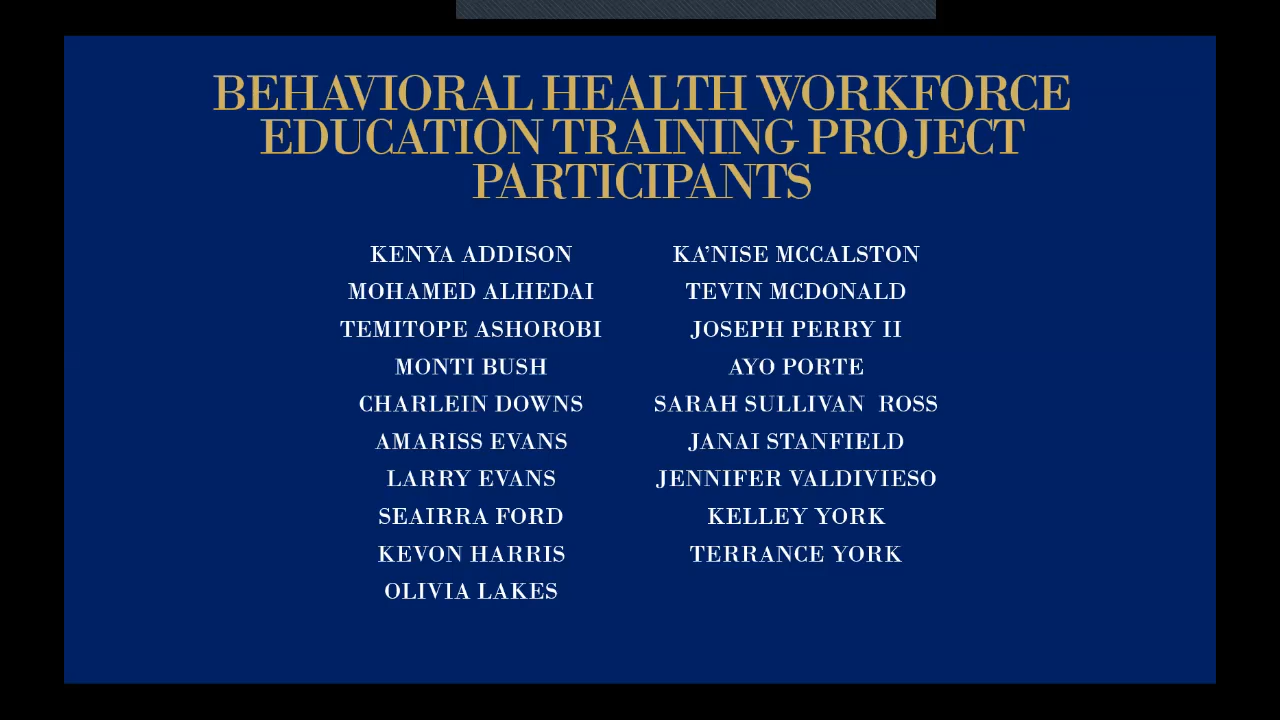 BEHAVIORAL HEALTH WORKFORCE
EDUCATION TRAINING PROJECT
PARTICIPANTS
KENYA ADDISON
MOHAMED ALHEDAI
TEMITOPE ASHOROBI
MONTI BUSH
CHARLEIN DOWNS
AMARISS EVANS
LARRY EVANS
SEAIRRA FORD
KEVON HARRIS
OLIVIA LAKES
KA'NISE MCCALSTON
TEVIN MCDONALD
JOSEPH PERRY II
AYO PORTE
SARAH SULLIVAN  ROSS
JANAI STANFIELD
JENNIFER VALDIVIESO
KELLEY YORK
TERRANCE YORK